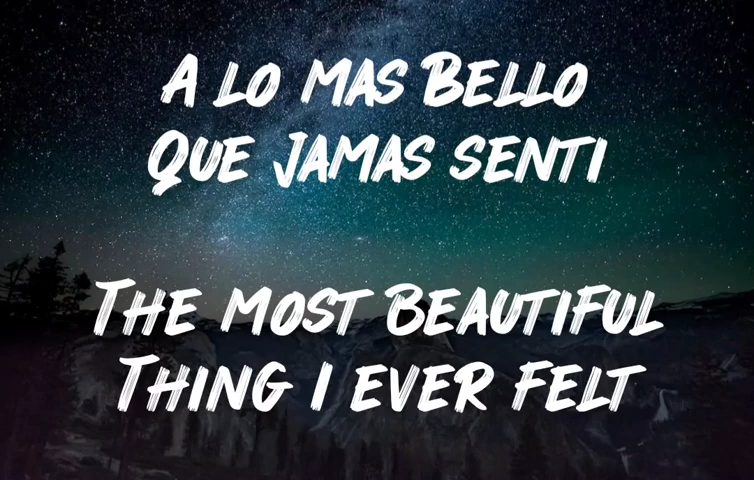 A LO MAS BELLO
QUE JAMAS SENTI
THE MOST BEAUTIFUL
THING I EVER FELT